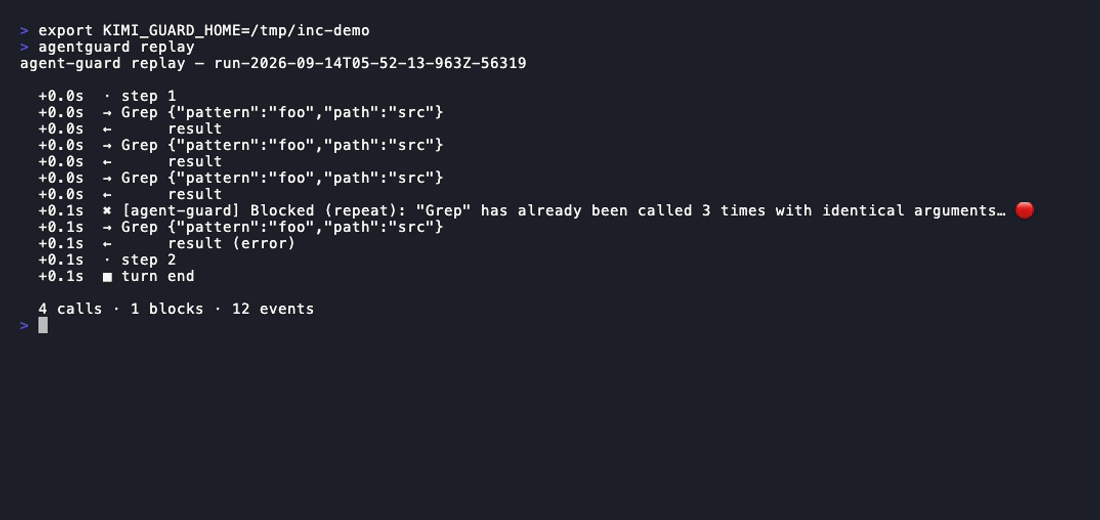 > export KIMI_GUARD_HOME=/tmp/inc-demo
> agentguard replay
agent-guard replay — run-2026-09-14T05-52-13-963Z-56319
+0.0s · step 1
+0.0s → Grep {"pattern":"foo","path":"src"}
+0.0s ← result
+0.0s → Grep {"pattern":"foo","path":"src"}
+0.0s ← result
+0.0s → Grep {"pattern":"foo","path":"src"}
+0.0s ← result
+0.1s ✖ [agent-guard] Blocked (repeat): "Grep" has already been called 3 times with identical arguments… 🔴
+0.1s → Grep {"pattern":"foo","path":"src"}
+0.1s ← result (error)
+0.1s · step 2
+0.1s ■ turn end
4 calls · 1 blocks · 12 events
>